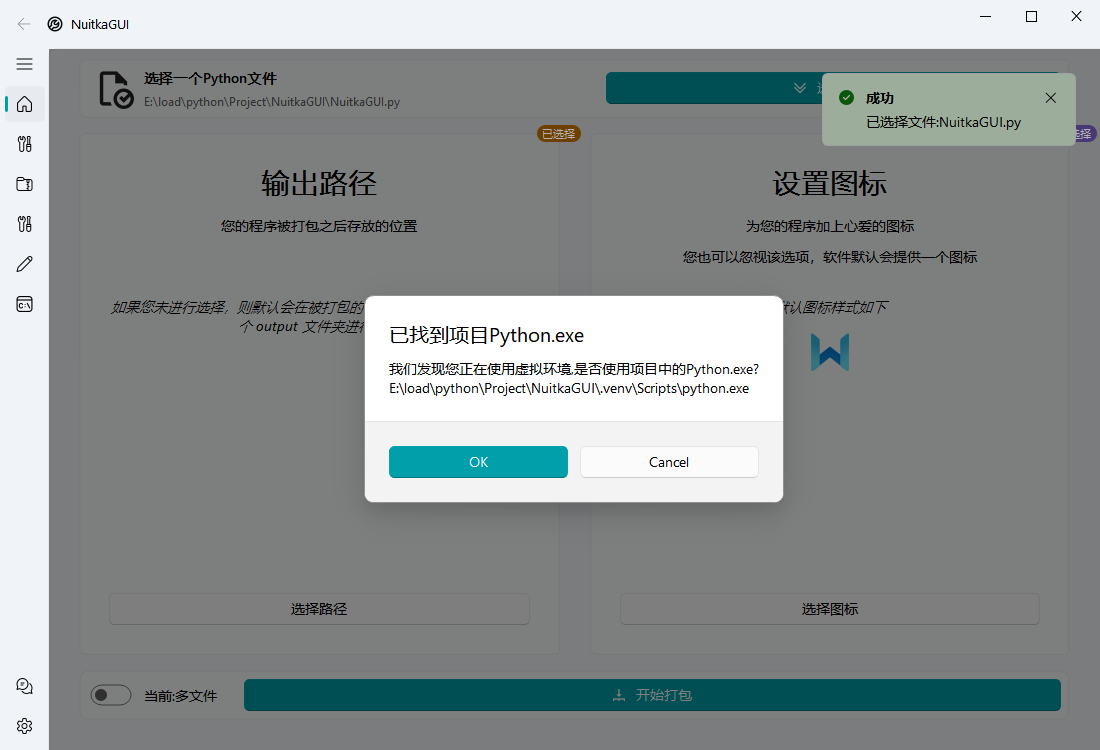 NuitkaGUI
选择一个Python文件
E:\load\python\Project\NuitkaGUI\NuitkaGUI.py
成功
已选择文件:NuitkaGUI.py
已选择
输出路径
您的程序被打包之后存放的位置
如果您未进行选择，则默认会在被打包的
个 output 文件夹进行
设置图标
为您的程序加上心爱的图标
您也可以忽视该选项，软件默认会提供一个图标
认图标样式如下
已找到项目Python.exe
我们发现您正在使用虚拟环境,是否使用项目中的Python.exe?
E:\load\python\Project\NuitkaGUI\.venv\Scripts\python.exe
OK
Cancel
选择路径
选择图标
当前:多文件
开始打包